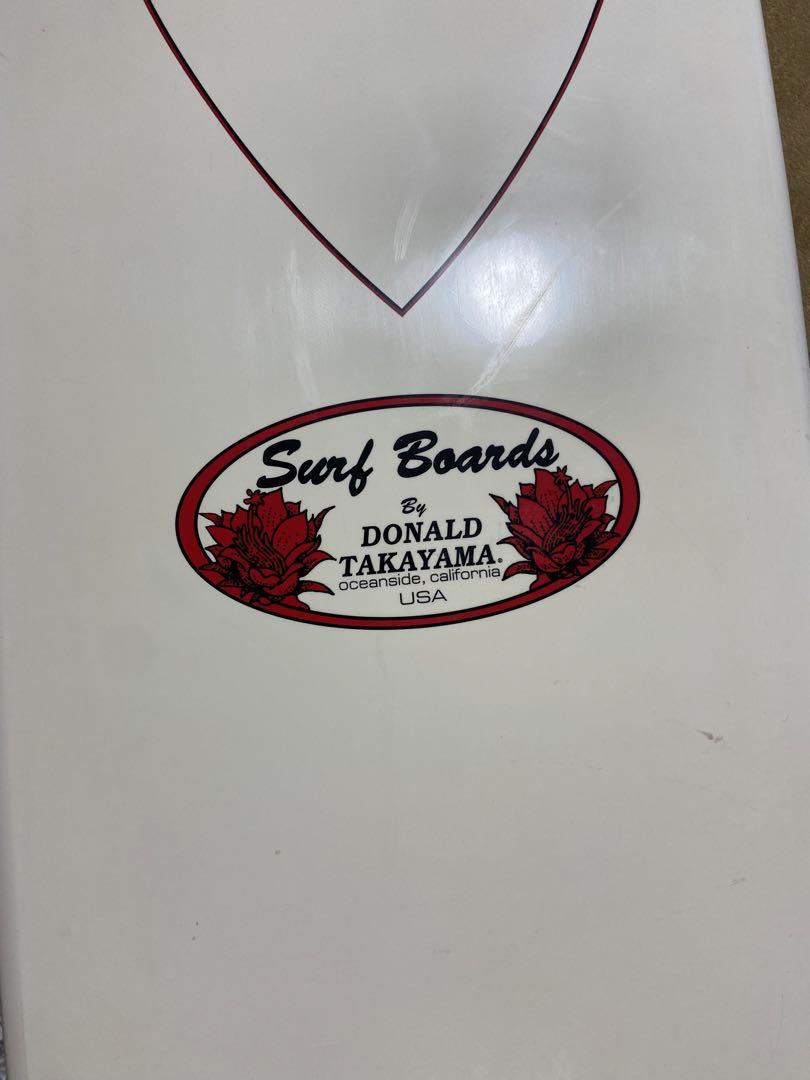 Surf Boards
By
DONALD
TAKAYAMA®
oceanside, california
USA